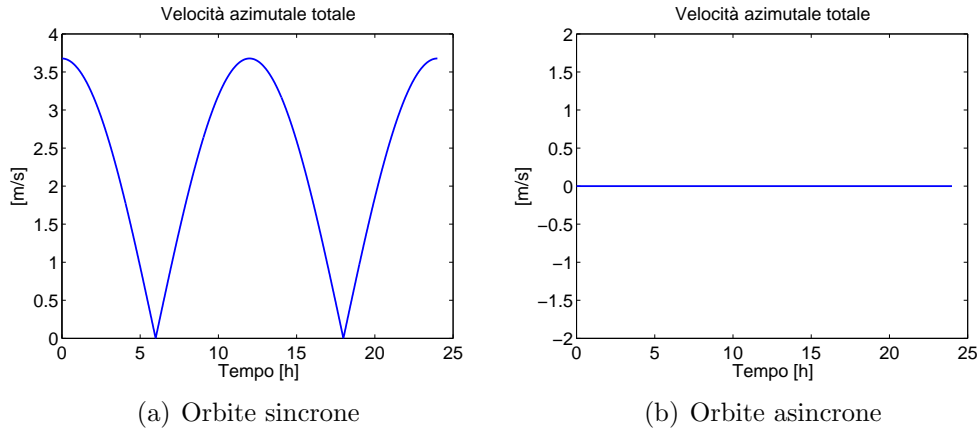 Velocità azimutale totale
4
3.5
3
2.5
2
1.5
1
0.5
0
[m/s]
0 5 10 15 20 25
Tempo [h]
(a) Orbite sincrone
Velocità azimutale totale
2
1.5
1
0.5
0
−0.5
−1
−1.5
−2
[m/s]
0 5 10 15 20 25
Tempo [h]
(b) Orbite asincrone